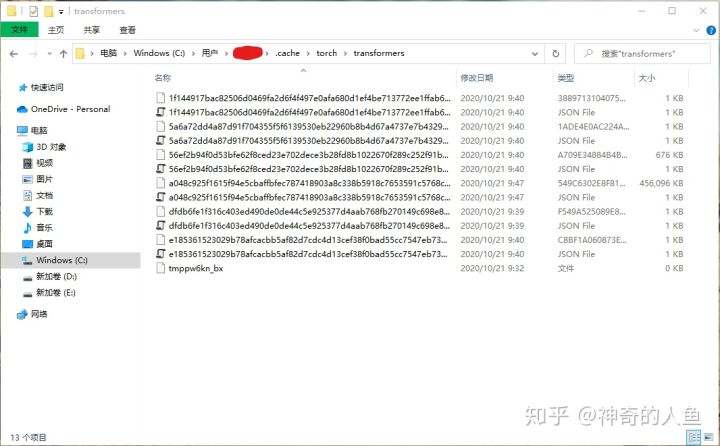 transformers
文件 主页 共享 查看
电脑 > Windows (C:) > 用户 > .cache > torch > transformers
搜索"transformers"
名称 修改日期 类型 大小
快速访问
OneDrive - Personal
电脑
3D 对象
视频
图片
文档
下载
音乐
桌面
Windows (C:)
新加卷 (D:)
新加卷 (E:)
网络
1f144917bac82506d0469fa2d6f4f497e0afa680d1ef4be713772ee1ffab6... 2020/10/21 9:40 3889713104075... 1 KB
1f144917bac82506d0469fa2d6f4f497e0afa680d1ef4be713772ee1ffab6... 2020/10/21 9:40 JSON File 1 KB
5a6a72dd4a87d91f704355f5f6139530eb22960b8b4d67a4737e7b4329... 2020/10/21 9:40 1ADE4E0AC224A... 1 KB
5a6a72dd4a87d91f704355f5f6139530eb22960b8b4d67a4737e7b4329... 2020/10/21 9:40 JSON File 1 KB
56ef2b94f0d53bfe62f8ced23e702dece3b28fd8b1022670f289c252f91b... 2020/10/21 9:40 A709E34884B4B... 676 KB
56ef2b94f0d53bfe62f8ced23e702dece3b28fd8b1022670f289c252f91b... 2020/10/21 9:40 JSON File 1 KB
a048c925f1615f94e5cbaffbfec787418903a8c338b5918c7653591c5768c... 2020/10/21 9:47 549C6302E8F81... 456,096 KB
a048c925f1615f94e5cbaffbfec787418903a8c338b5918c7653591c5768c... 2020/10/21 9:47 JSON File 1 KB
dfdb6fe1f316c403ed490de0de44c5e925377d4aab768fb270149c698e8... 2020/10/21 9:39 F549A525089E8... 1 KB
dfdb6fe1f316c403ed490de0de44c5e925377d4aab768fb270149c698e8... 2020/10/21 9:39 JSON File 1 KB
e185361523029b78afcacbb5af82d7cdc4d13cef38f0bad55cc7547eb73... 2020/10/21 9:40 C8BF1A060873E... 1 KB
e185361523029b78afcacbb5af82d7cdc4d13cef38f0bad55cc7547eb73... 2020/10/21 9:40 JSON File 1 KB
tmppw6kn_bx 2020/10/21 9:32 文件 0 KB
知乎 @神奇的人鱼
13 个项目